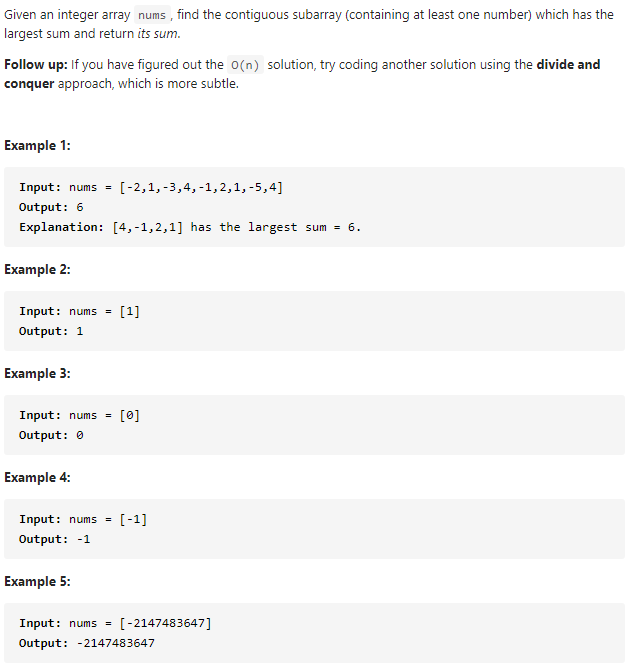 Given an integer array nums , find the contiguous subarray (containing at least one number) which has the
largest sum and return its sum.
Follow up: If you have figured out the O(n) solution, try coding another solution using the divide and
conquer approach, which is more subtle.
Example 1:
Input: nums = [-2,1,-3,4,-1,2,1,-5,4]
Output: 6
Explanation: [4,-1,2,1] has the largest sum = 6.
Example 2:
Input: nums = [1]
Output: 1
Example 3:
Input: nums = [0]
Output: 0
Example 4:
Input: nums = [-1]
Output: -1
Example 5:
Input: nums = [-2147483647]
Output: -2147483647